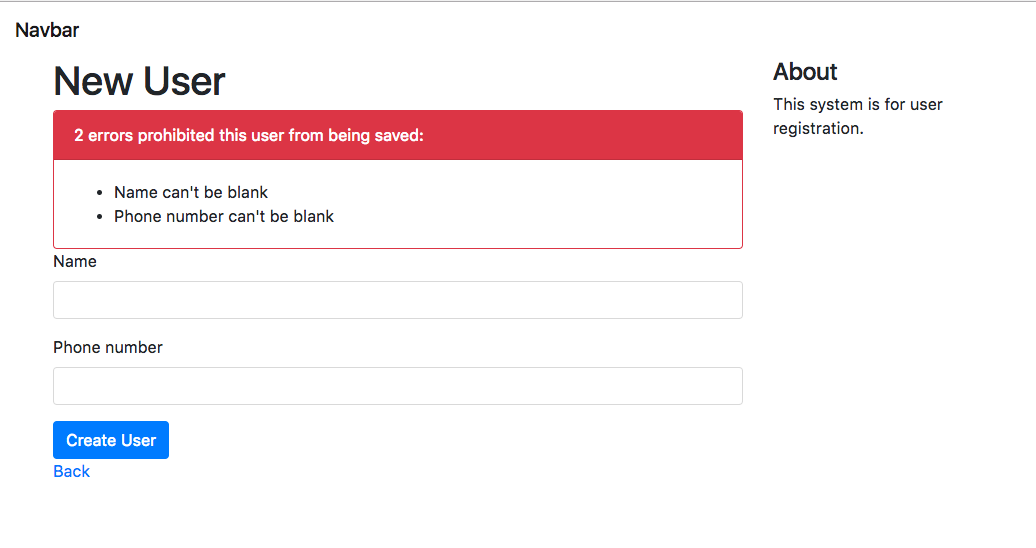 Navbar
New User
2 errors prohibited this user from being saved:
Name can't be blank
Phone number can't be blank
Name
Phone number
Create User
Back
About
This system is for user
registration.